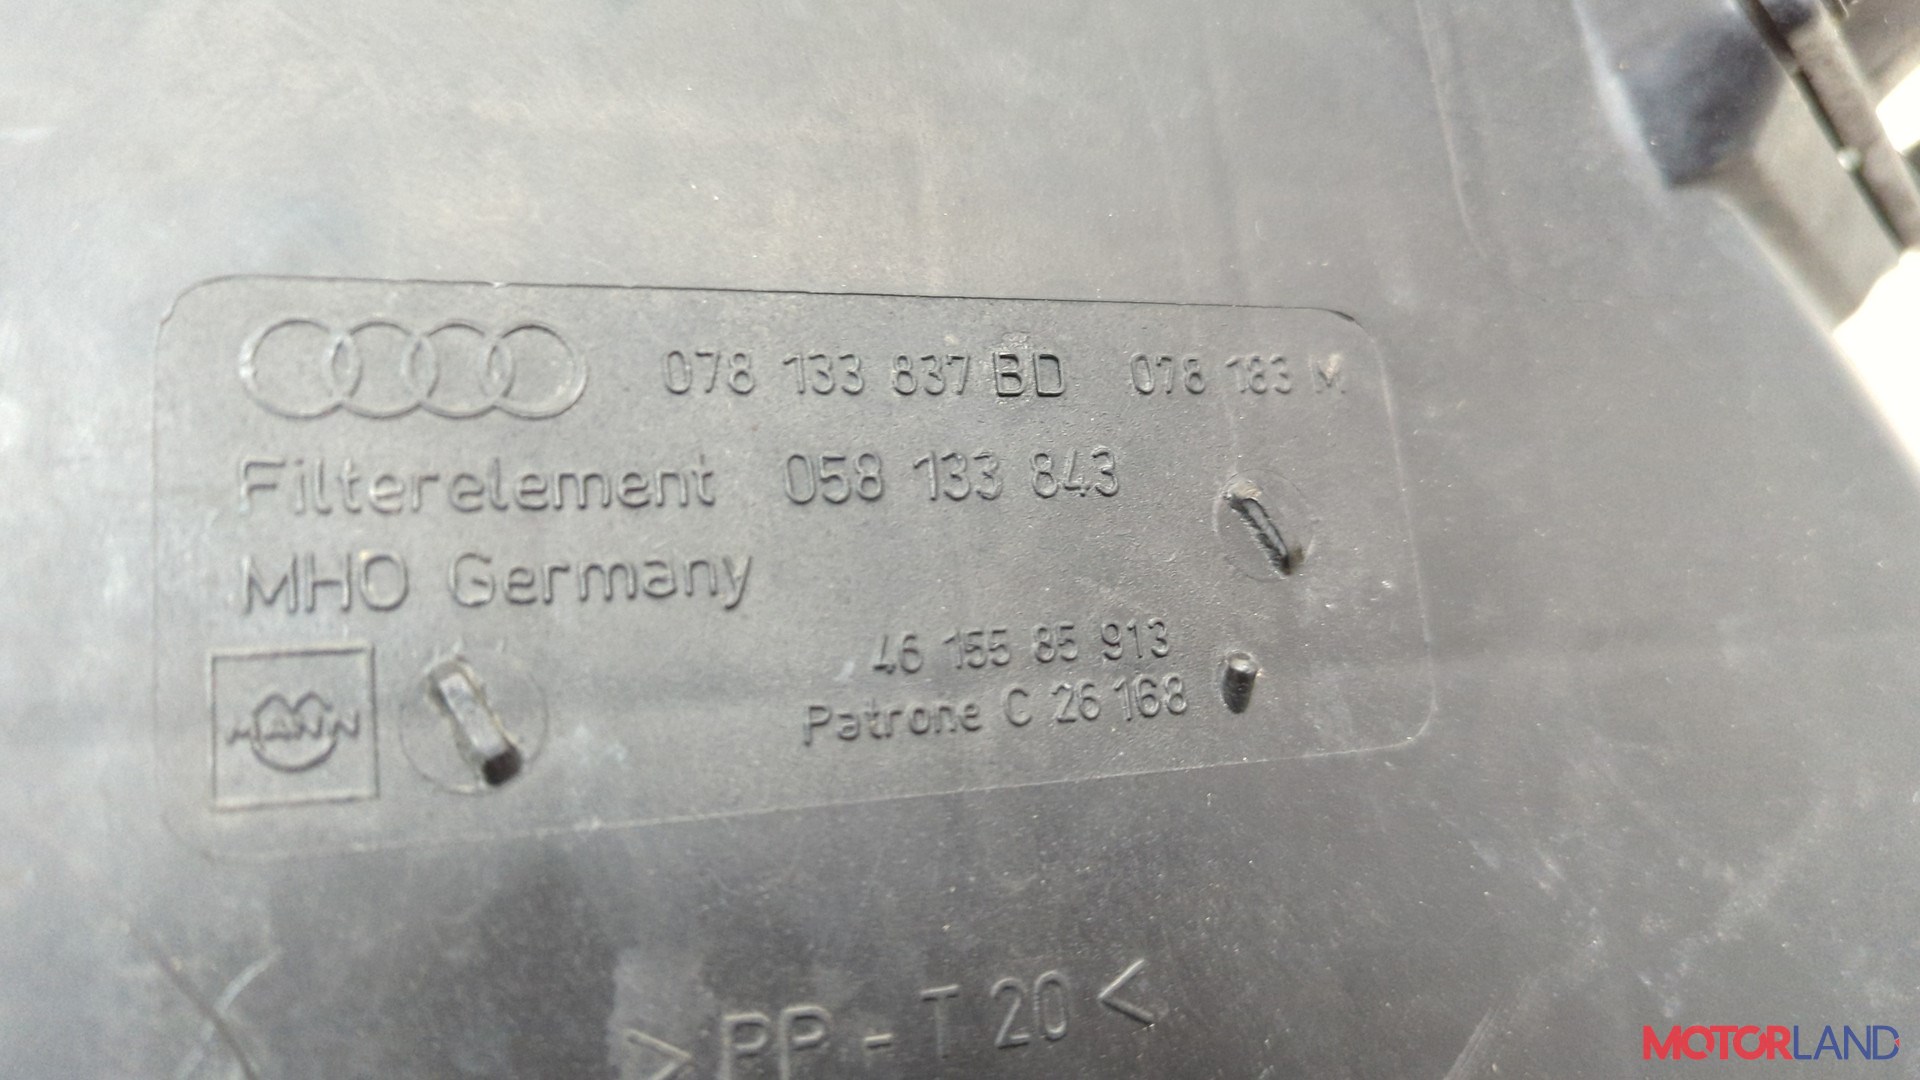 078 133 837 BD 078 183 M
Filterelement 058 133 843
MHO Germany
46 155 85 913
MANN
Patrone C 26 168
>PP-T20<
MOTORLAND